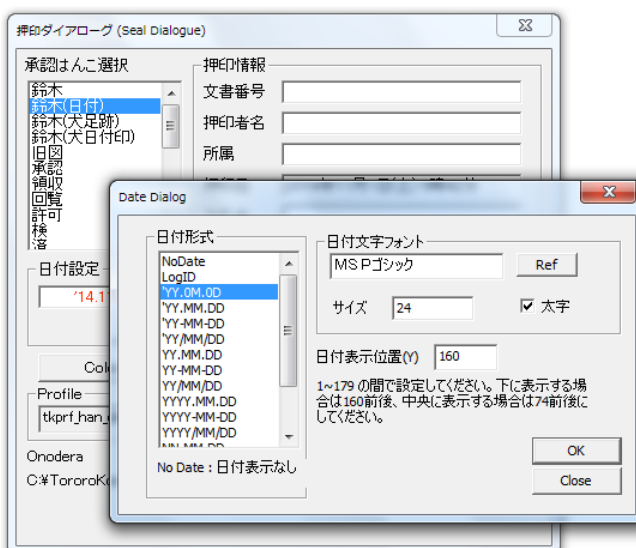 押印ダイアローグ (Seal Dialogue)
承認はんこ選択
鈴木
鈴木(日付)
鈴木(犬足跡)
鈴木(犬日付印)
旧図
承認
領収
回覧
許可
検
済
押印情報
文書番号
押印者名
所属
日付設定
'14.1
Colo
Profile
tkprf_han_
Onodera
C:¥TororoKo
Date Dialog
日付形式
NoDate
LogID
'YY.0M.0D
'YY.MM.DD
'YY-MM-DD
'YY/MM/DD
YY.MM.DD
YY-MM-DD
YY/MM/DD
YYYY.MM.DD
YYYY-MM-DD
YYYY/MM/DD
No Date : 日付表示なし
日付文字フォント
MS Pゴシック
Ref
サイズ 24
太字
日付表示位置(Y) 160
1~179 の間で設定してください。下に表示する場
合は160前後、中央に表示する場合は74前後に
してください。
OK
Close